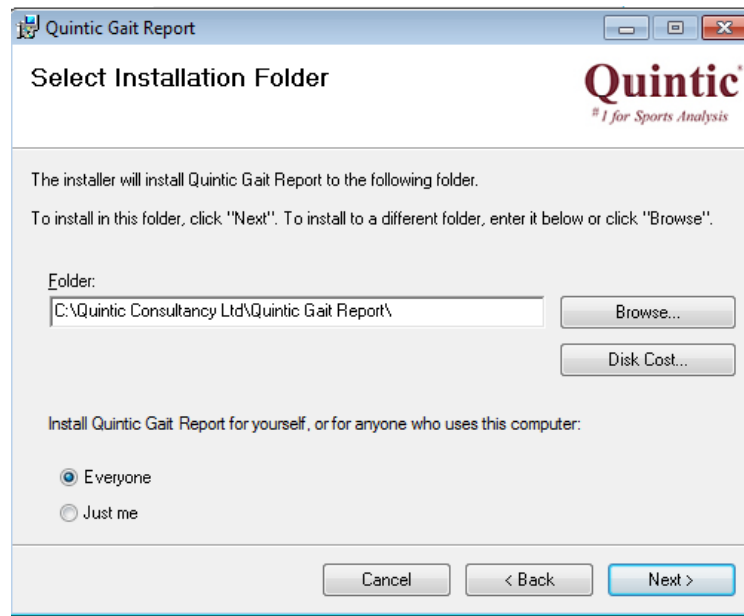 Quintic Gait Report
Select Installation Folder
Quintic
#1 for Sports Analysis
The installer will install Quintic Gait Report to the following folder.
To install in this folder, click "Next". To install to a different folder, enter it below or click "Browse".
Folder:
C:\Quintic Consultancy Ltd\Quintic Gait Report\
Browse...
Disk Cost...
Install Quintic Gait Report for yourself, or for anyone who uses this computer:
Everyone
Just me
Cancel
< Back
Next >